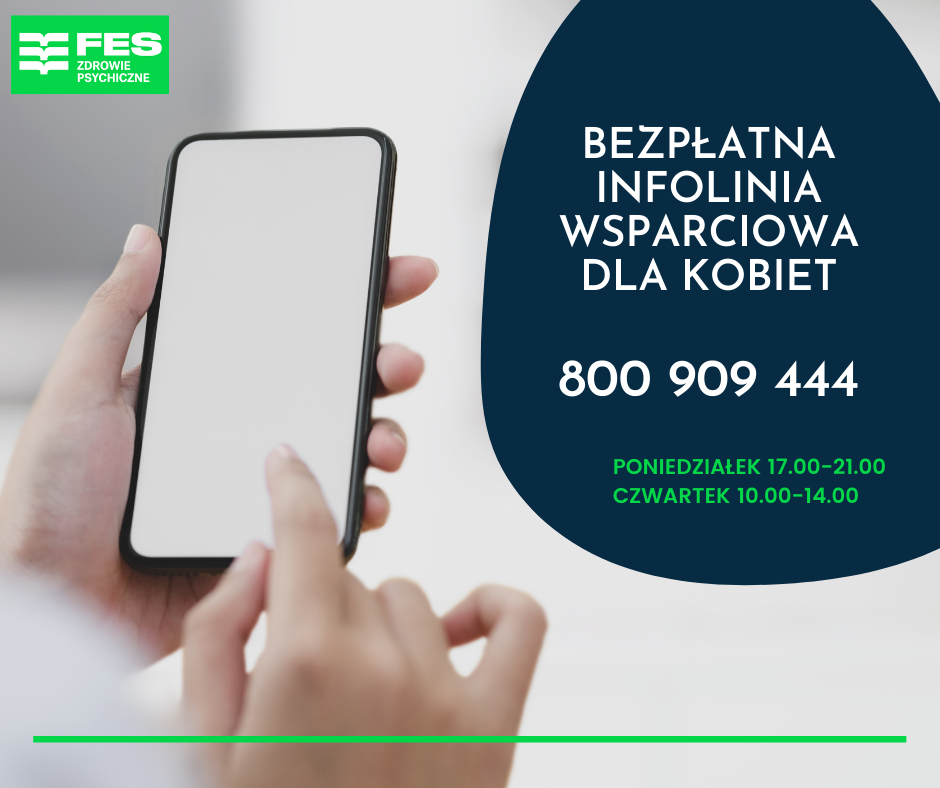 FES
ZDROWIE
PSYCHICZNE
BEZPŁATNA
INFOLINIA
WSPARCIOWA
DLA KOBIET
800 909 444
PONIEDZIAŁEK 17.00-21.00
CZWARTEK 10.00-14.00